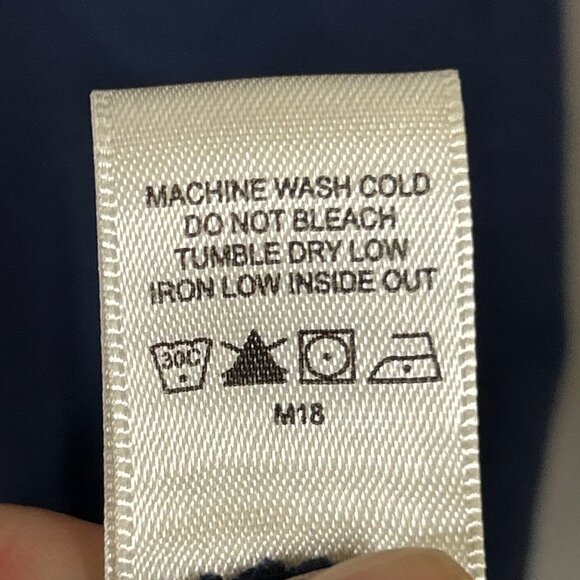 MACHINE WASH COLD
DO NOT BLEACH
TUMBLE DRY LOW
IRON LOW INSIDE OUT
30C
M18